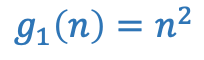 g₁(n) = n²